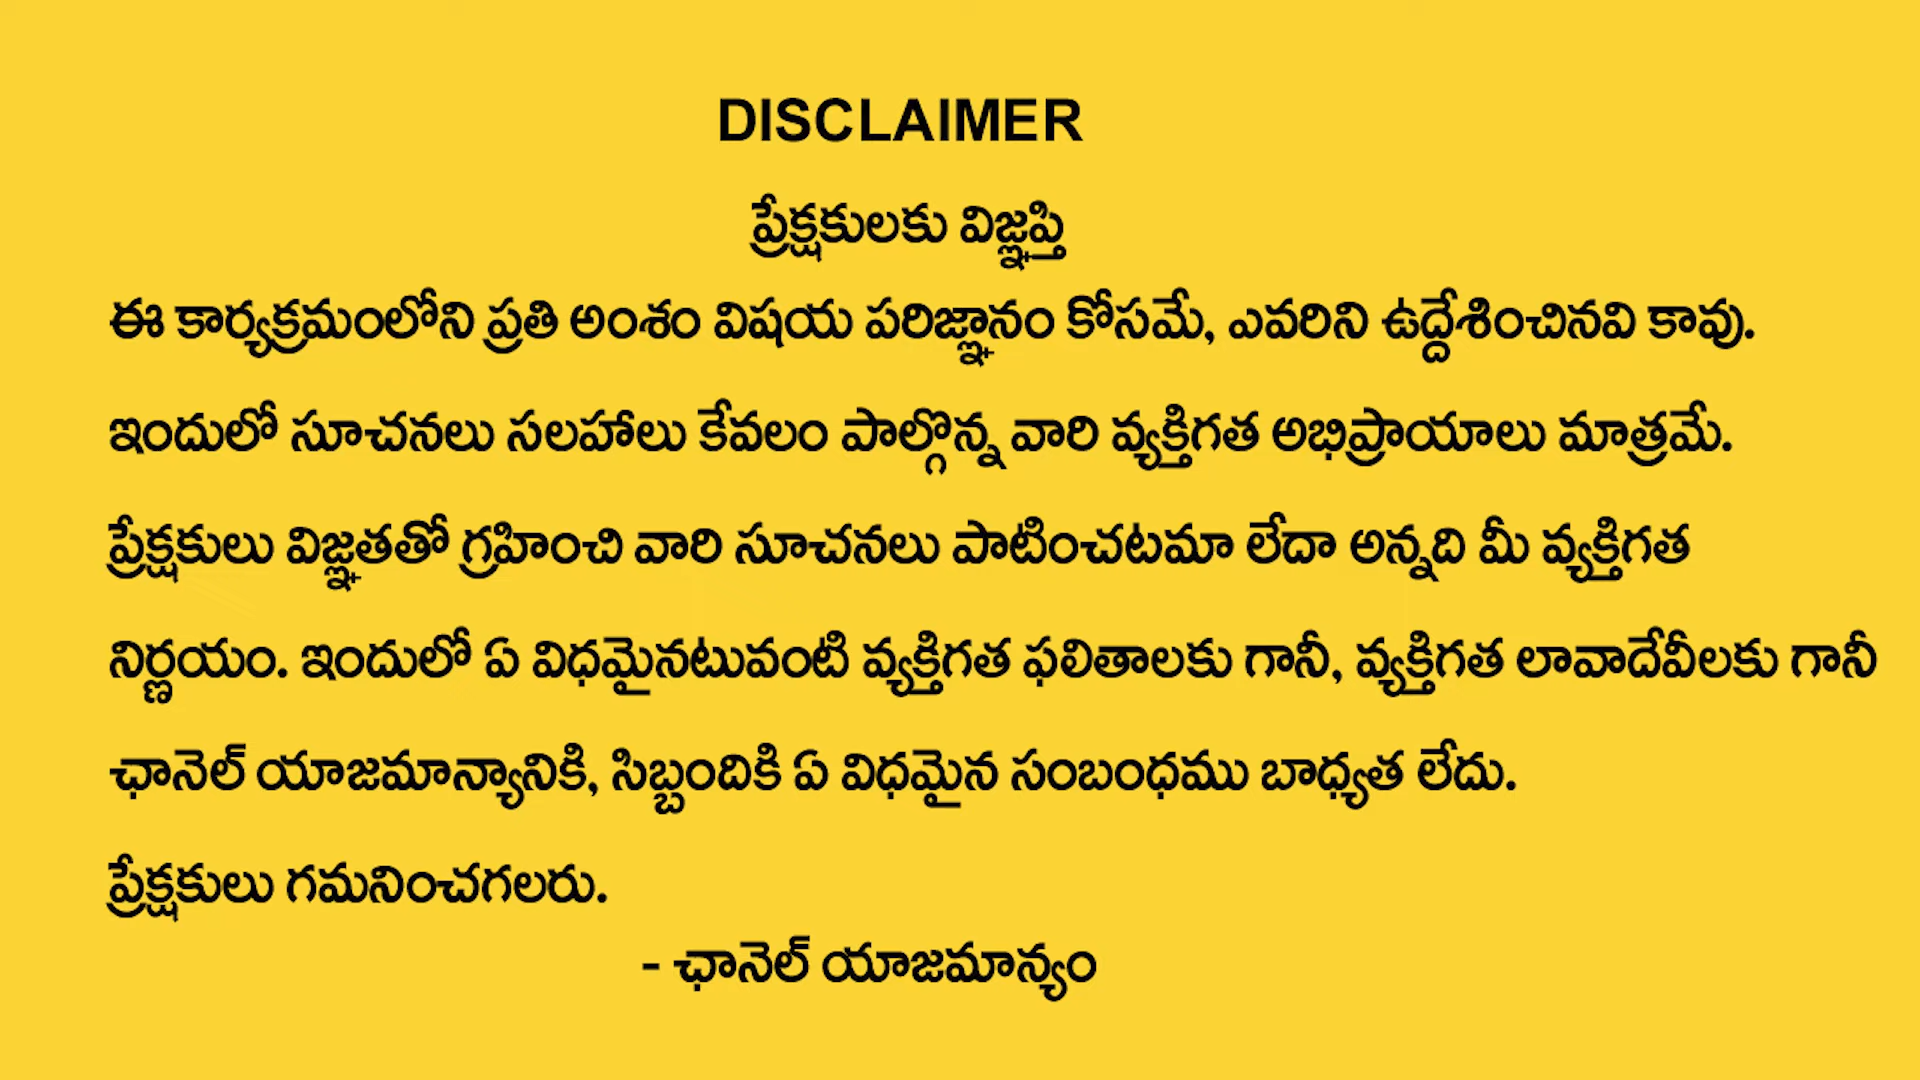 DISCLAIMER
ప్రేక్షకులకు విజ్ఞప్తి
ఈ కార్యక్రమంలోని ప్రతి అంశం విషయ పరిజ్ఞానం కోసమే, ఎవరిని ఉద్దేశించినవి కావు.
ఇందులో సూచనలు సలహాలు కేవలం పాల్గొన్న వారి వ్యక్తిగత అభిప్రాయాలు మాత్రమే.
ప్రేక్షకులు విజ్ఞతతో గ్రహించి వారి సూచనలు పాటించటమా లేదా అన్నది మీ వ్యక్తిగత
నిర్ణయం. ఇందులో ఏ విధమైనటువంటి వ్యక్తిగత ఫలితాలకు గానీ, వ్యక్తిగత లావాదేవీలకు గానీ
ఛానెల్ యాజమాన్యానికి, సిబ్బందికి ఏ విధమైన సంబంధము బాధ్యత లేదు.
ప్రేక్షకులు గమనించగలరు.
- ఛానెల్ యాజమాన్యం